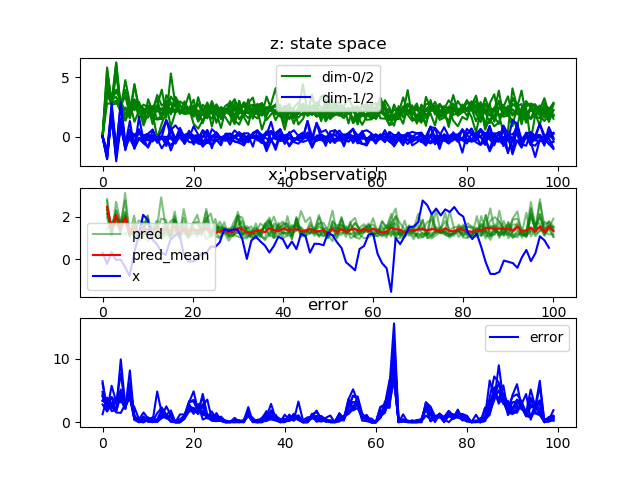 z: state space
5
0
dim-0/2
dim-1/2
0 20 40 60 80 100
x: observation
2
0
pred
pred_mean
x
0 20 40 60 80 100
error
10
0
error
0 20 40 60 80 100